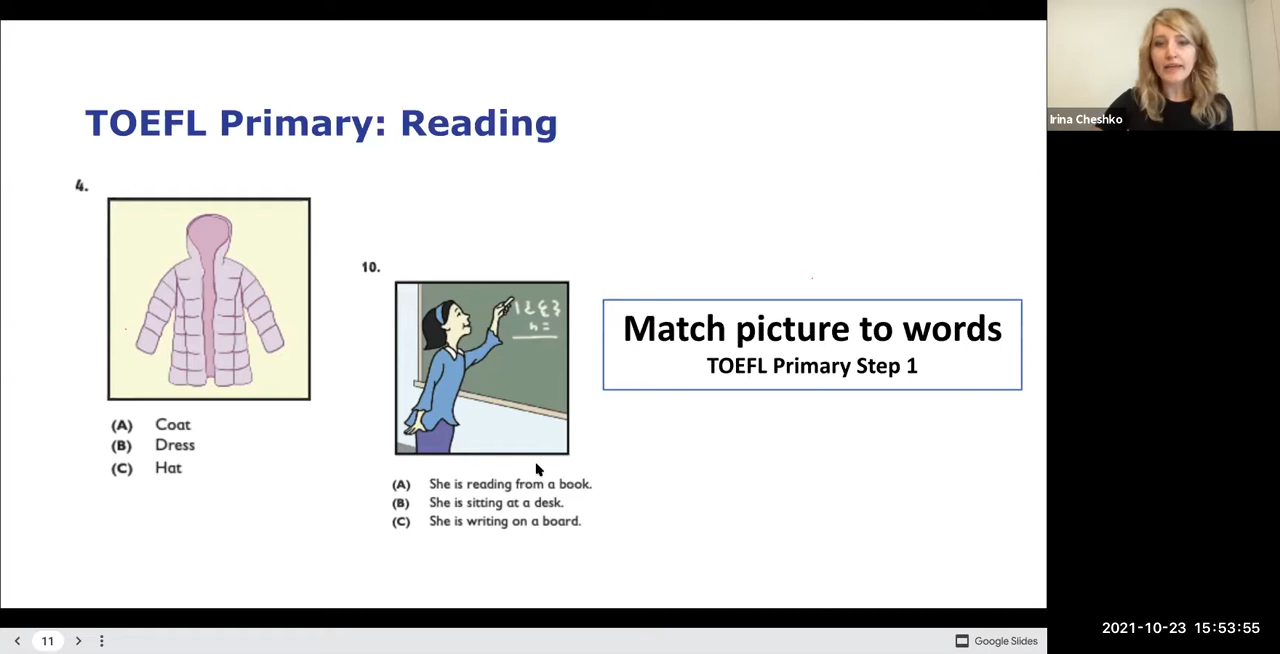 TOEFL Primary: Reading
4.
(A) Coat
(B) Dress
(C) Hat
10.
(A) She is reading from a book.
(B) She is sitting at a desk.
(C) She is writing on a board.
Match picture to words
TOEFL Primary Step 1
Irina Cheshko
11
Google Slides
2021-10-23 15:53:55